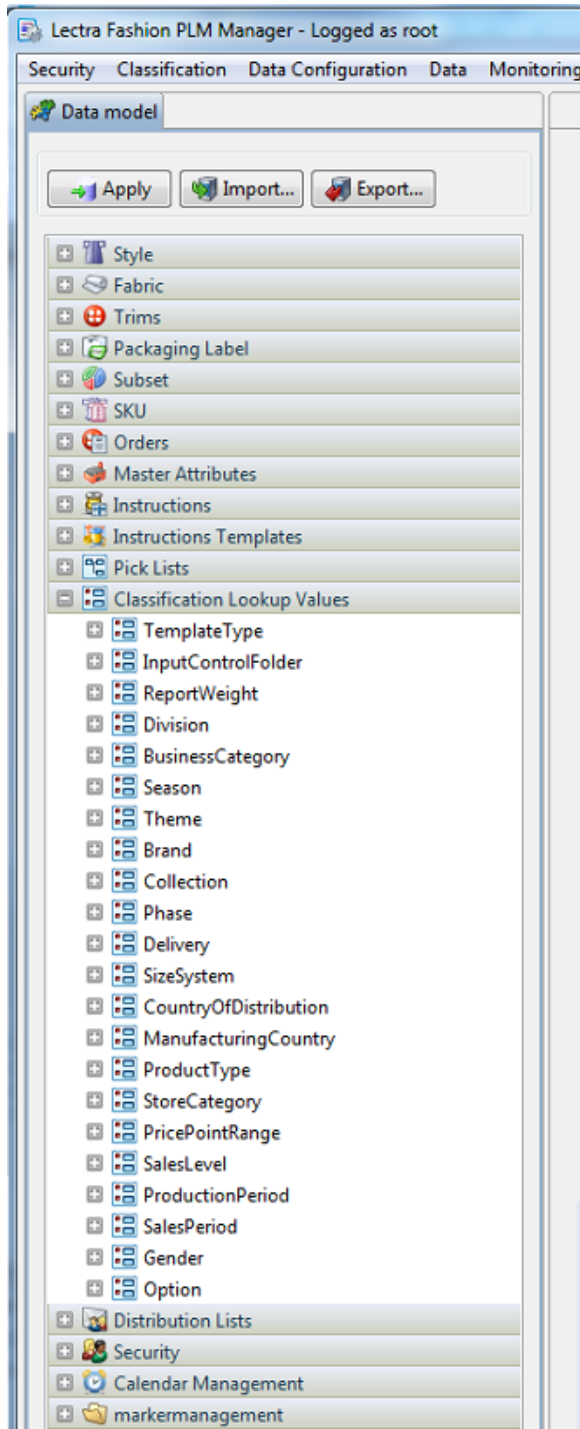 Lectra Fashion PLM Manager - Logged as root
Security Classification Data Configuration Data Monitoring
Data model
Apply Import... Export...
Style
Fabric
Trims
Packaging Label
Subset
SKU
Orders
Master Attributes
Instructions
Instructions Templates
Pick Lists
Classification Lookup Values
TemplateType
InputControlFolder
ReportWeight
Division
BusinessCategory
Season
Theme
Brand
Collection
Phase
Delivery
SizeSystem
CountryOfDistribution
ManufacturingCountry
ProductType
StoreCategory
PricePointRange
SalesLevel
ProductionPeriod
SalesPeriod
Gender
Option
Distribution Lists
Security
Calendar Management
markermanagement